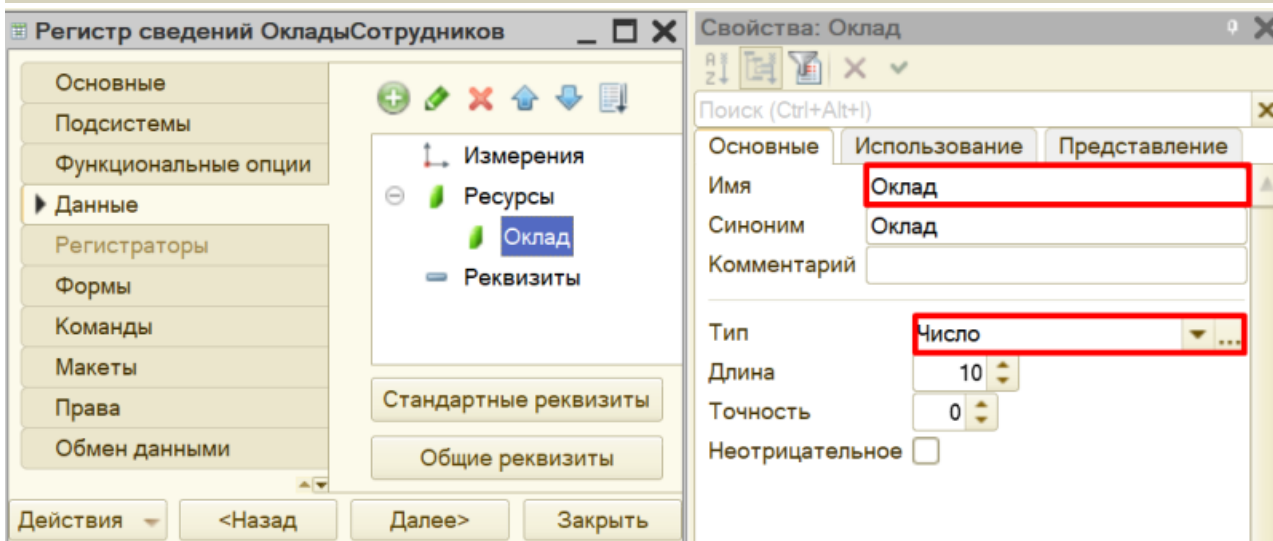 Регистр сведений ОкладыСотрудников
Основные
Подсистемы
Функциональные опции
Данные
Регистраторы
Формы
Команды
Макеты
Права
Обмен данными
Измерения
Ресурсы
Оклад
Реквизиты
Стандартные реквизиты
Общие реквизиты
Действия
<Назад
Далее>
Закрыть
Свойства: Оклад
Поиск (Ctrl+Alt+I)
Основные Использование Представление
Имя Оклад
Синоним Оклад
Комментарий
Тип Число ...
Длина 10
Точность 0
Неотрицательное